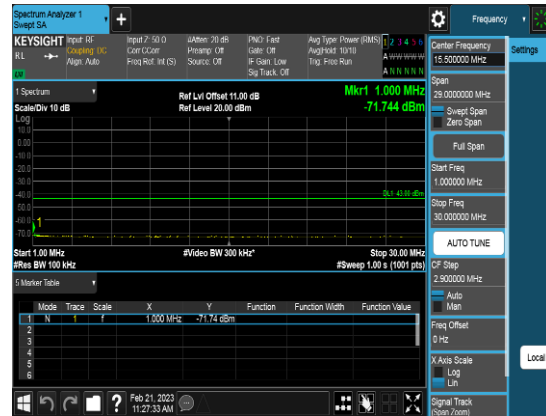 Spectrum Analyzer 1
Swept SA
+
Frequency
KEYSIGHT
RL
Input: RF
Coupling: DC
Align: Auto
Input Z: 50 Ω
Corr CCorr
Freq Ref: Int (S)
#Atten: 20 dB
Preamp: Off
Source: Off
PNO: Fast
Gate: Off
IF Gain: Low
Sig Track: Off
Avg Type: Power (RMS)
Avg|Hold: 10/10
Trig: Free Run
1 2 3 4 5 6
A W W W W W
A N N N N N
1 Spectrum
Scale/Div 10 dB
Log
Ref Lvl Offset 11.00 dB
Ref Level 20.00 dBm
Mkr1 1.000 MHz
-71.744 dBm
10.0
0.00
-10.0
-20.0
-30.0
-40.0
-50.0
-60.0
-70.0
DL1 -43.00 dBm
1
Start 1.00 MHz
#Res BW 100 kHz
#Video BW 300 kHz*
Stop 30.00 MHz
#Sweep 1.00 s (1001 pts)
5 Marker Table
Mode Trace Scale X Y Function Function Width Function Value
1 N 1 f 1.000 MHz -71.74 dBm
2
3
4
5
6
Center Frequency
15.500000 MHz
Settings
Span
29.0000000 MHz
Swept Span
Zero Span
Full Span
Start Freq
1.000000 MHz
Stop Freq
30.000000 MHz
AUTO TUNE
CF Step
2.900000 MHz
Auto
Man
Freq Offset
0 Hz
X Axis Scale
Log
Lin
Local
Signal Track
(Span Zoom)
?
Feb 21, 2023
11:27:33 AM